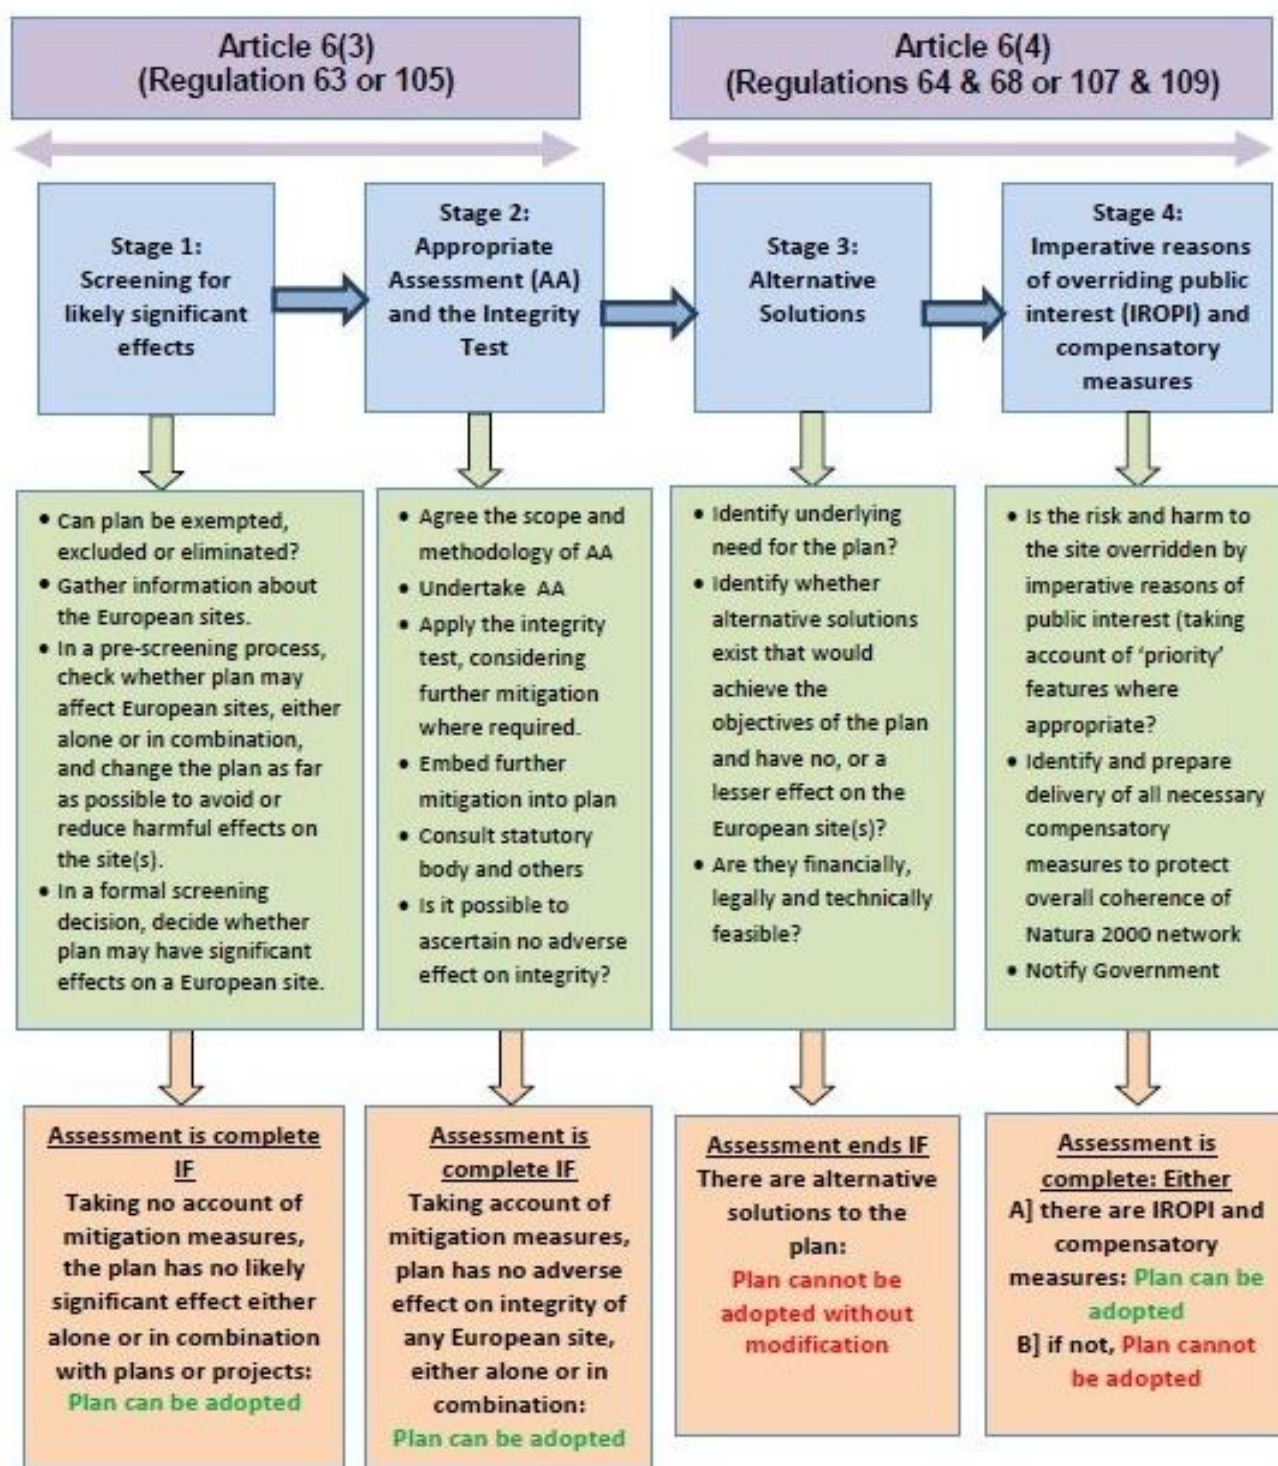 Article 6(3)
(Regulation 63 or 105)
Article 6(4)
(Regulations 64 & 68 or 107 & 109)
Stage 1:
Screening for
likely significant
effects
Stage 2:
Appropriate
Assessment (AA)
and the Integrity
Test
Stage 3:
Alternative
Solutions
Stage 4:
Imperative reasons
of overriding public
interest (IROPI) and
compensatory
measures
• Can plan be exempted,
excluded or eliminated?
• Gather information about
the European sites.
• In a pre-screening process,
check whether plan may
affect European sites, either
alone or in combination,
and change the plan as far
as possible to avoid or
reduce harmful effects on
the site(s).
• In a formal screening
decision, decide whether
plan may have significant
effects on a European site.
• Agree the scope and
methodology of AA
• Undertake AA
• Apply the integrity
test, considering
further mitigation
where required.
• Embed further
mitigation into plan
• Consult statutory
body and others
• Is it possible to
ascertain no adverse
effect on integrity?
• Identify underlying
need for the plan?
• Identify whether
alternative solutions
exist that would
achieve the
objectives of the plan
and have no, or a
lesser effect on the
European site(s)?
• Are they financially,
legally and technically
feasible?
• Is the risk and harm to
the site overridden by
imperative reasons of
public interest (taking
account of ‘priority’
features where
appropriate?
• Identify and prepare
delivery of all necessary
compensatory
measures to protect
overall coherence of
Natura 2000 network
• Notify Government
Assessment is complete
IF
Taking no account of
mitigation measures,
the plan has no likely
significant effect either
alone or in combination
with plans or projects:
Plan can be adopted
Assessment is
complete IF
Taking account of
mitigation measures,
plan has no adverse
effect on integrity of
any European site,
either alone or in
combination:
Plan can be adopted
Assessment ends IF
There are alternative
solutions to the
plan:
Plan cannot be
adopted without
modification
Assessment is
complete: Either
A] there are IROPI and
compensatory
measures: Plan can be
adopted
B] if not, Plan cannot
be adopted